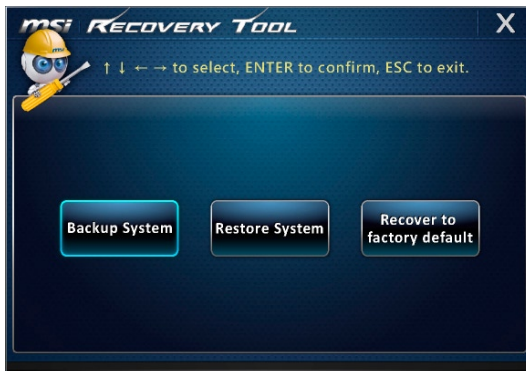 msi RECOVERY TOOL X
↑ ↓ ← → to select, ENTER to confirm, ESC to exit.
Backup System
Restore System
Recover to
factory default